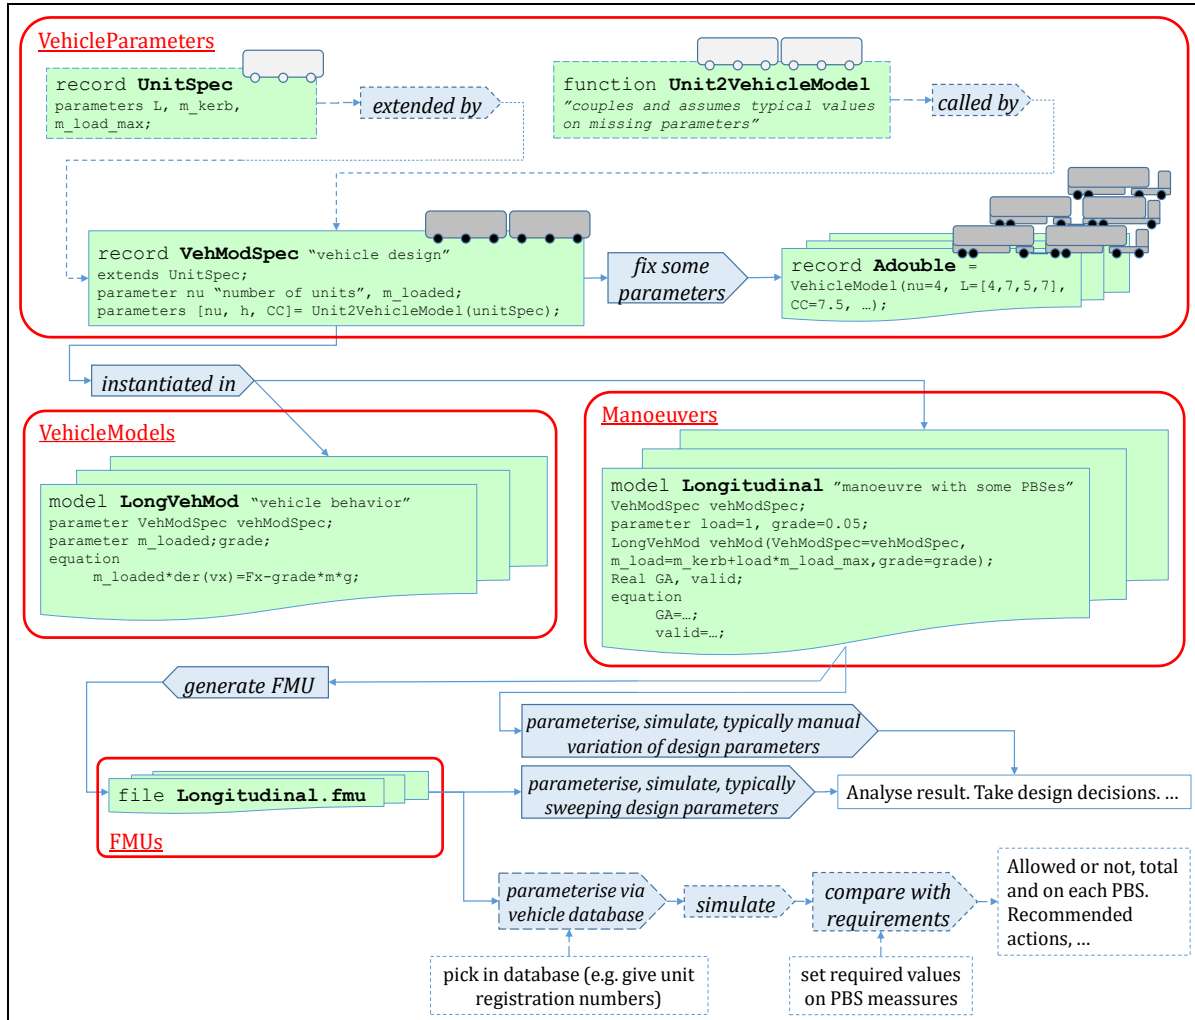 VehicleParameters
record UnitSpec
parameters L, m_kerb,
m_load_max;
extended by
function Unit2VehicleModel
”couples and assumes typical values
on missing parameters”
called by
record VehModSpec “vehicle design”
extends UnitSpec;
parameter nu “number of units”, m_loaded;
parameters [nu, h, CC]= Unit2VehicleModel(unitSpec);
fix some
parameters
record Adouble =
VehicleModel(nu=4, L=[4,7,5,7],
CC=7.5, …);
instantiated in
VehicleModels
model LongVehMod “vehicle behavior”
parameter VehModSpec vehModSpec;
parameter m_loaded;grade;
equation
m_loaded*der(vx)=Fx-grade*m*g;
Manoeuvers
model Longitudinal ”manoeuvre with some PBSes”
VehModSpec vehModSpec;
parameter load=1, grade=0.05;
LongVehMod vehMod(VehModSpec=vehModSpec,
m_load=m_kerb+load*m_load_max,grade=grade);
Real GA, valid;
equation
GA=…;
valid=…;
generate FMU
parameterise, simulate, typically manual
variation of design parameters
file Longitudinal.fmu
FMUs
parameterise, simulate, typically
sweeping design parameters
Analyse result. Take design decisions. …
parameterise via
vehicle database
simulate
compare with
requirements
Allowed or not, total
and on each PBS.
Recommended
actions, …
pick in database (e.g. give unit
registration numbers)
set required values
on PBS meassures